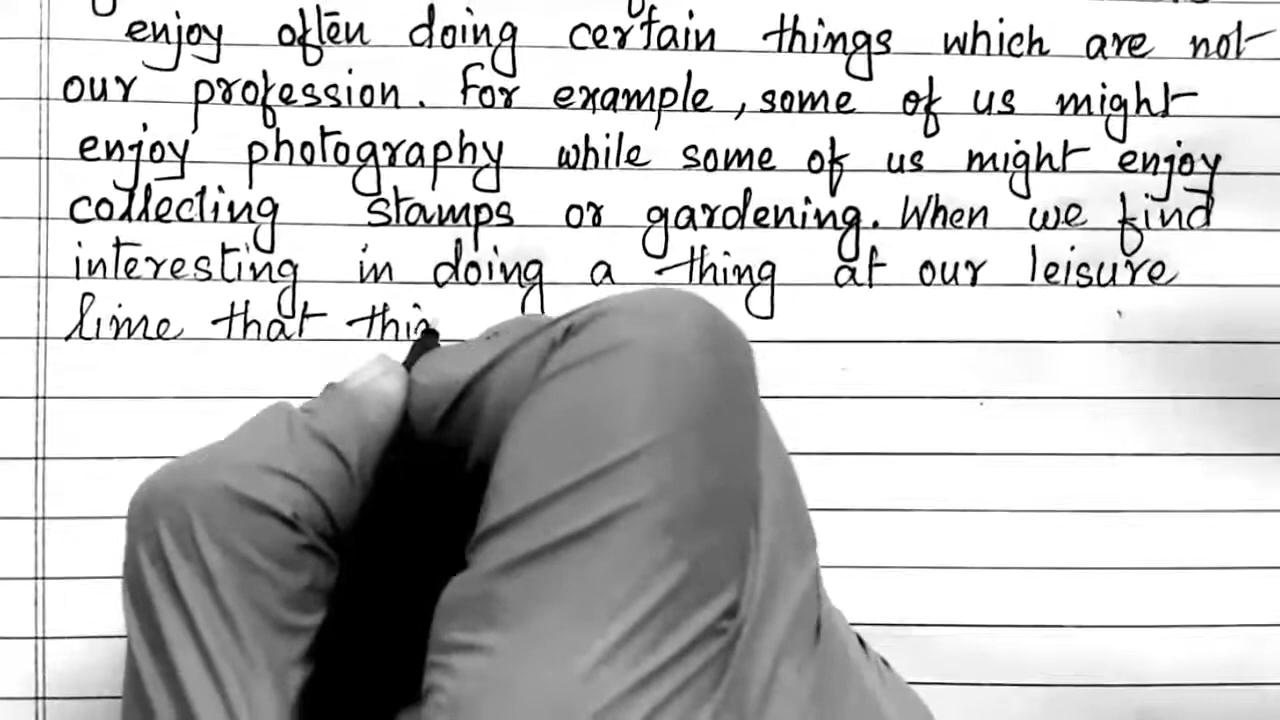 enjoy often doing certain things which are not
our profession. For example, some of us might
enjoy photography while some of us might enjoy
collecting stamps or gardening. When we find
interesting in doing a thing at our leisure
time that